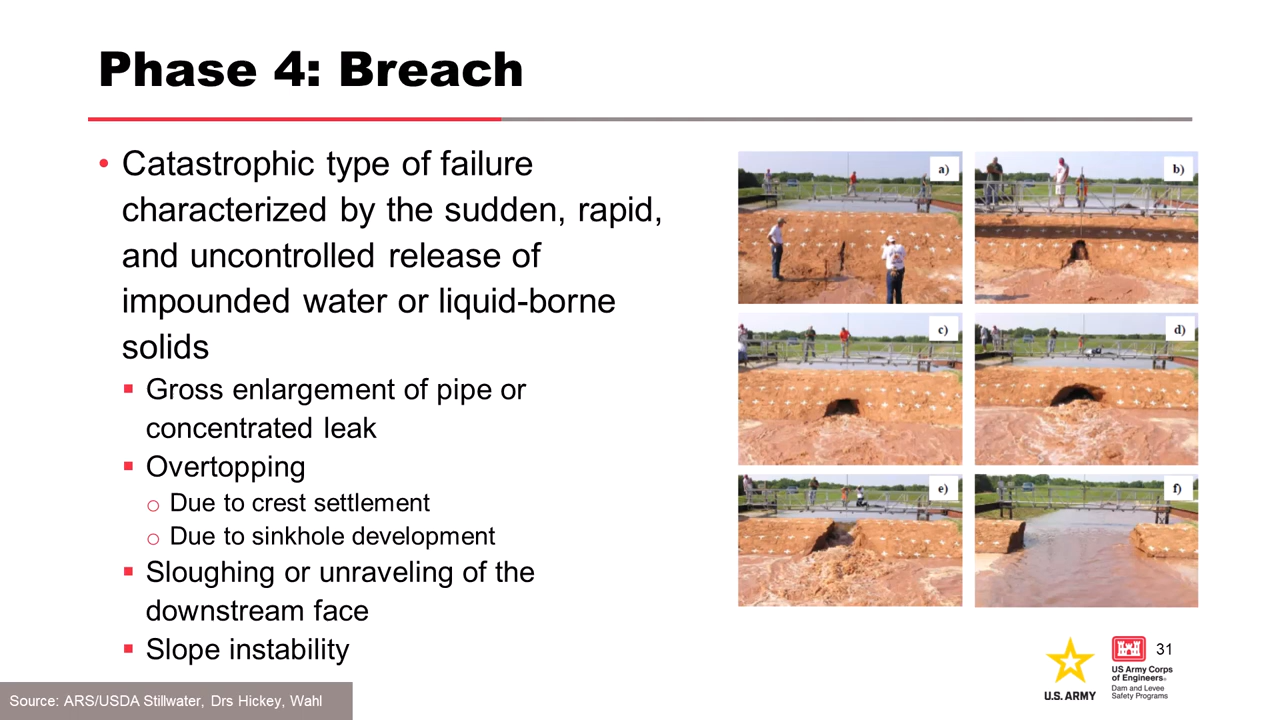 Phase 4: Breach
• Catastrophic type of failure
characterized by the sudden, rapid,
and uncontrolled release of
impounded water or liquid-borne
solids
▪ Gross enlargement of pipe or
concentrated leak
▪ Overtopping
o Due to crest settlement
o Due to sinkhole development
▪ Sloughing or unraveling of the
downstream face
▪ Slope instability
a)
b)
c)
d)
e)
f)
U.S. ARMY
US Army Corps
of Engineers®
Dam and Levee
Safety Programs
31
Source: ARS/USDA Stillwater, Drs Hickey, Wahl